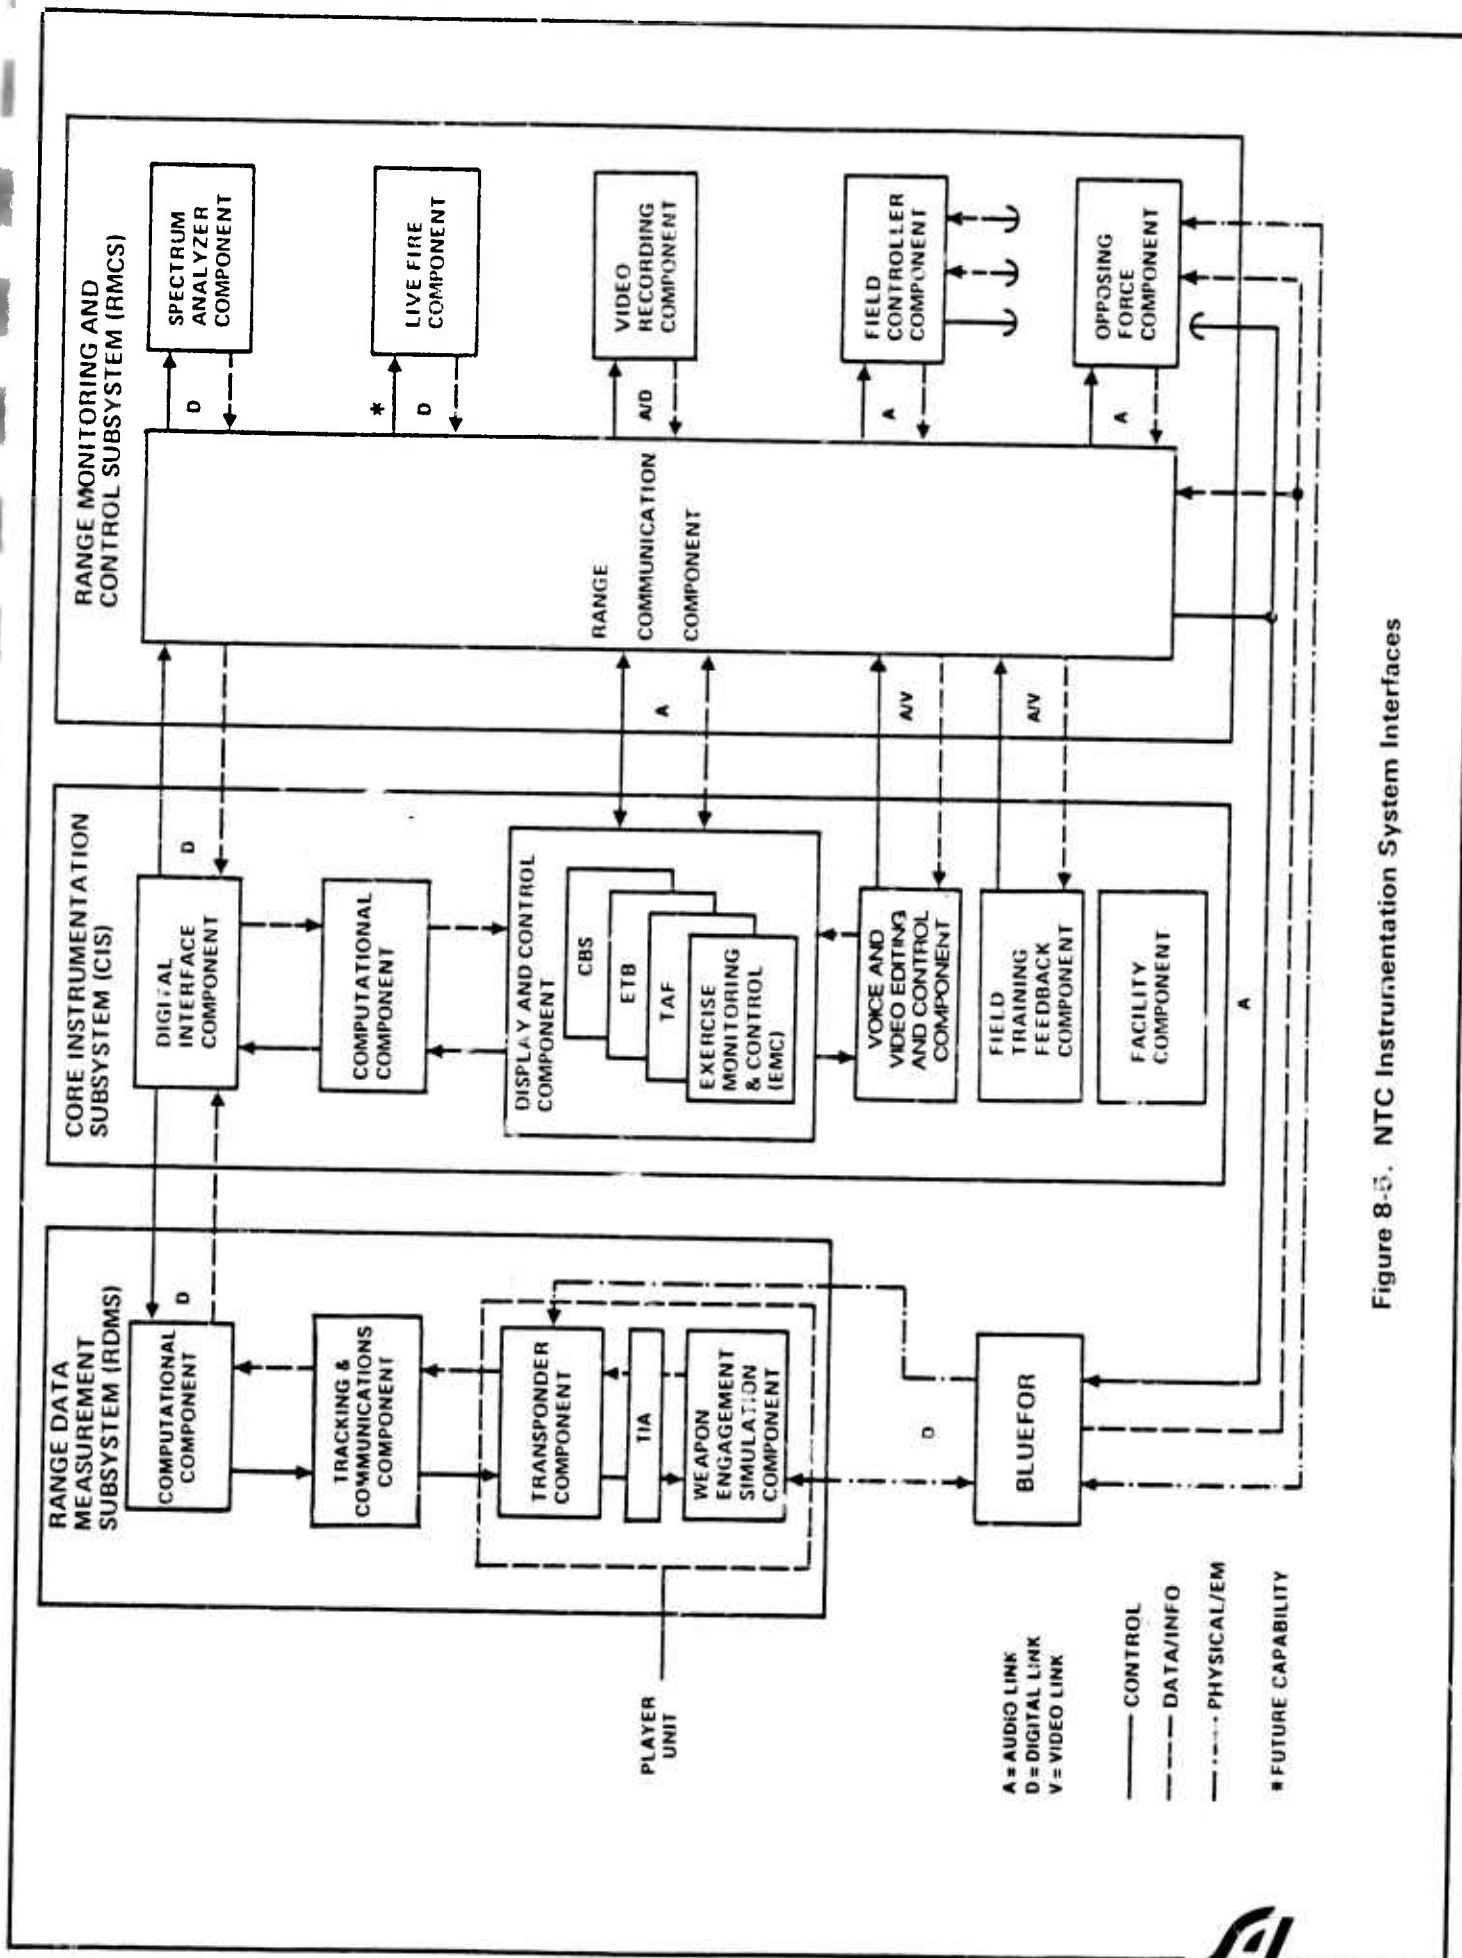 RANGE DATA
MEASUREMENT
SUBSYSTEM (RDMS)
COMPUTATIONAL
COMPONENT
D
TRACKING &
COMMUNICATIONS
COMPONENT
TRANSPONDER
COMPONENT
TIA
WEAPON
ENGAGEMENT
SIMULATION
COMPONENT
PLAYER
UNIT
D
BLUEFOR
CORE INSTRUMENTATION
SUBSYSTEM (CIS)
DIGITAL
INTERFACE
COMPONENT
D
COMPUTATIONAL
COMPONENT
DISPLAY AND CONTROL
COMPONENT
CBS
ETB
TAF
EXERCISE
MONITORING
& CONTROL
(EMC)
VOICE AND
VIDEO EDITING
AND CONTROL
COMPONENT
FIELD
TRAINING
FEEDBACK
COMPONENT
FACILITY
COMPONENT
A
RANGE MONITORING AND
CONTROL SUBSYSTEM (RMCS)
RANGE
COMMUNICATION
COMPONENT
A
A/V
A/V
SPECTRUM
ANALYZER
COMPONENT
D
LIVE FIRE
COMPONENT
*
D
VIDEO
RECORDING
COMPONENT
A/D
FIELD
CONTROLLER
COMPONENT
A
OPPOSING
FORCE
COMPONENT
A
A = AUDIO LINK
D = DIGITAL LINK
V = VIDEO LINK
CONTROL
DATA/INFO
PHYSICAL/EM
*FUTURE CAPABILITY
Figure 8-5. NTC Instrumentation System Interfaces